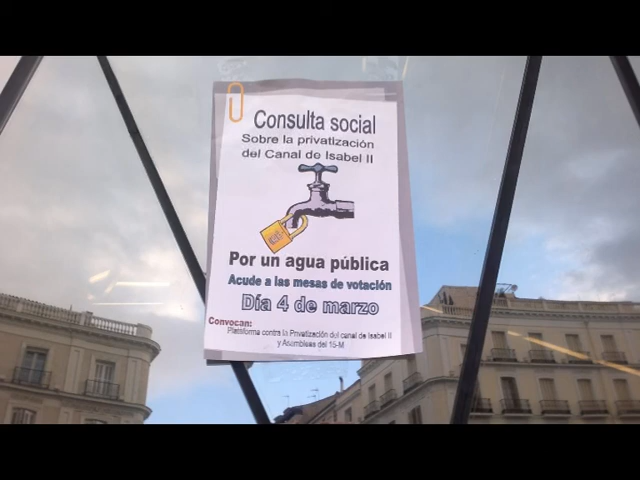 Consulta social
Sobre la privatización
del Canal de Isabel II
Por un agua pública
Acude a las mesas de votación
Día 4 de marzo
Convocan:
Plataforma contra la Privatización del canal de Isabel II
y Asambleas del 15-M